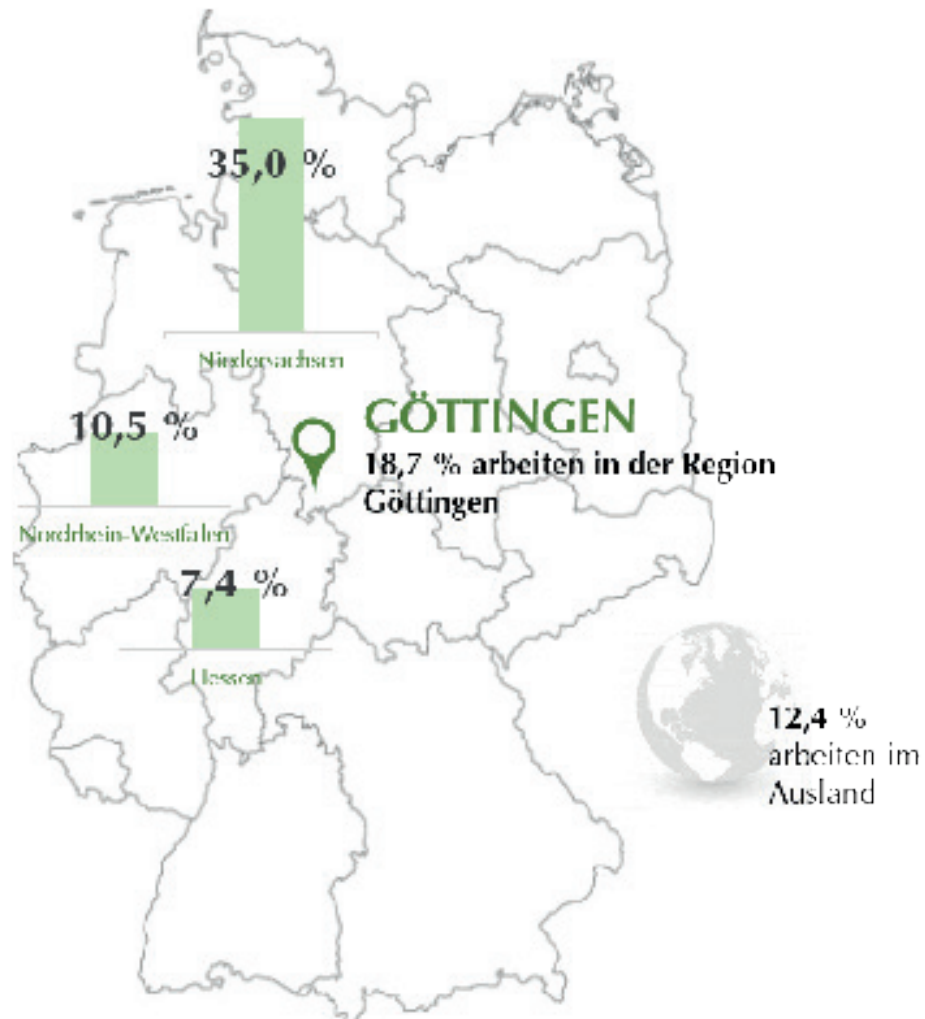 35,0 %
Niedersachsen
GÖTTINGEN
10,5 %
18,7 % arbeiten in der Region
Göttingen
Nordrhein-Westfalen
7,4 %
Hessen
12,4 %
arbeiten im
Ausland